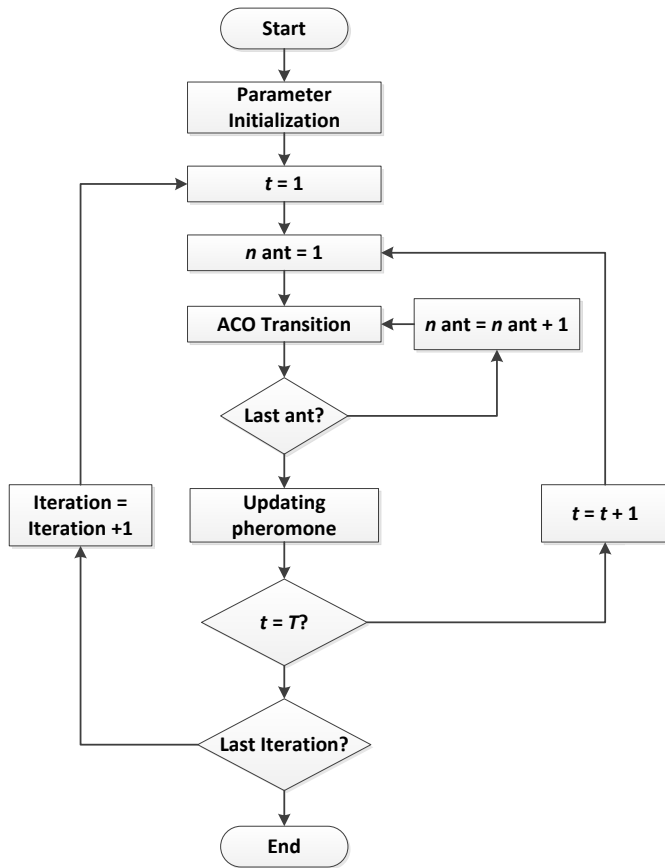 Start
Parameter
Initialization
t = 1
n ant = 1
ACO Transition
n ant = n ant + 1
Last ant?
Iteration =
Iteration +1
Updating
pheromone
t = t + 1
t = T?
Last Iteration?
End